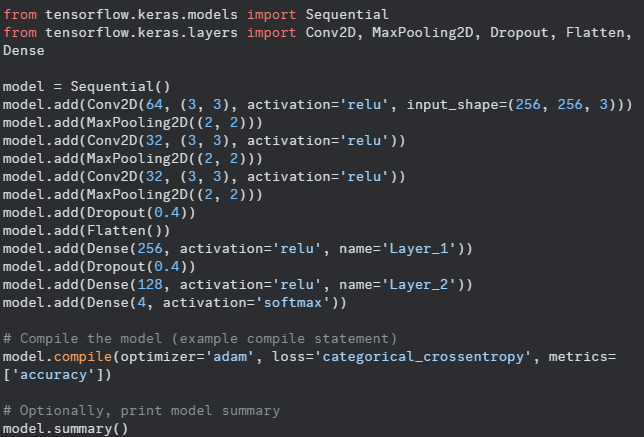 from tensorflow.keras.models import Sequential
from tensorflow.keras.layers import Conv2D, MaxPooling2D, Dropout, Flatten,
Dense

model = Sequential()
model.add(Conv2D(64, (3, 3), activation='relu', input_shape=(256, 256, 3)))
model.add(MaxPooling2D((2, 2)))
model.add(Conv2D(32, (3, 3), activation='relu'))
model.add(MaxPooling2D((2, 2)))
model.add(Conv2D(32, (3, 3), activation='relu'))
model.add(MaxPooling2D((2, 2)))
model.add(Dropout(0.4))
model.add(Flatten())
model.add(Dense(256, activation='relu', name='Layer_1'))
model.add(Dropout(0.4))
model.add(Dense(128, activation='relu', name='Layer_2'))
model.add(Dense(4, activation='softmax'))

# Compile the model (example compile statement)
model.compile(optimizer='adam', loss='categorical_crossentropy', metrics=
['accuracy'])

# Optionally, print model summary
model.summary()